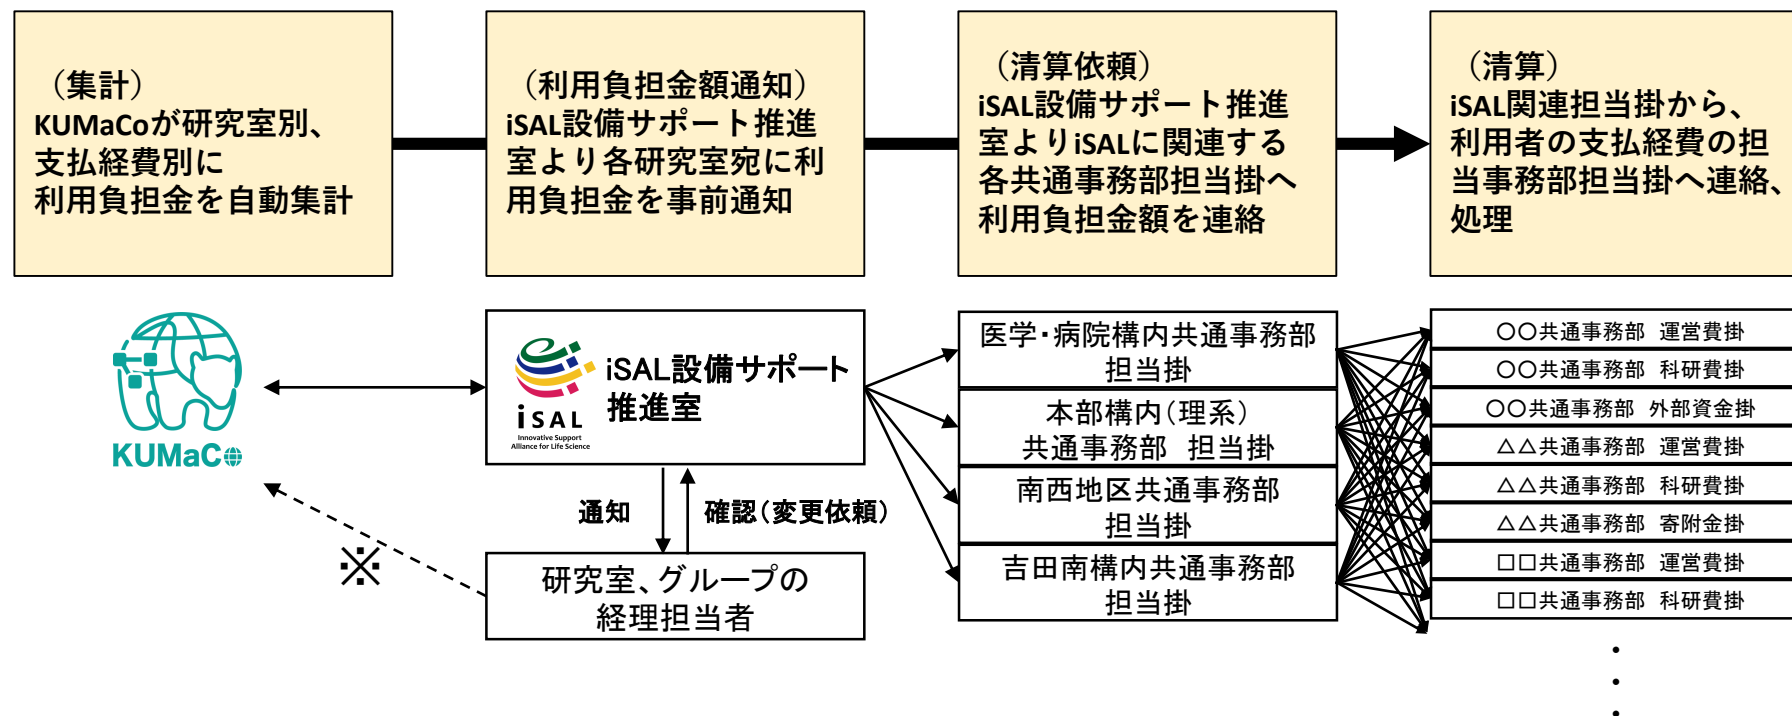 （集計）
KUMaCoが研究室別、
支払経費別に
利用負担金を自動集計
（利用負担金額通知）
iSAL設備サポート推進
室より各研究室宛に利
用負担金を事前通知
（清算依頼）
iSAL設備サポート推進
室よりiSALに関連する
各共通事務部担当掛へ
利用負担金額を連絡
（清算）
iSAL関連担当掛から、
利用者の支払経費の担
当事務部担当掛へ連絡、
処理
KUMaCo
iSAL
Innovative Support
Alliance for Life Science
iSAL設備サポート
推進室
通知
確認（変更依頼）
※
研究室、グループの
経理担当者
医学・病院構内共通事務部
担当掛
本部構内（理系）
共通事務部 担当掛
南西地区共通事務部
担当掛
吉田南構内共通事務部
担当掛
〇〇共通事務部 運営費掛
〇〇共通事務部 科研費掛
〇〇共通事務部 外部資金掛
△△共通事務部 運営費掛
△△共通事務部 科研費掛
△△共通事務部 寄附金掛
□□共通事務部 運営費掛
□□共通事務部 科研費掛
・
・
・